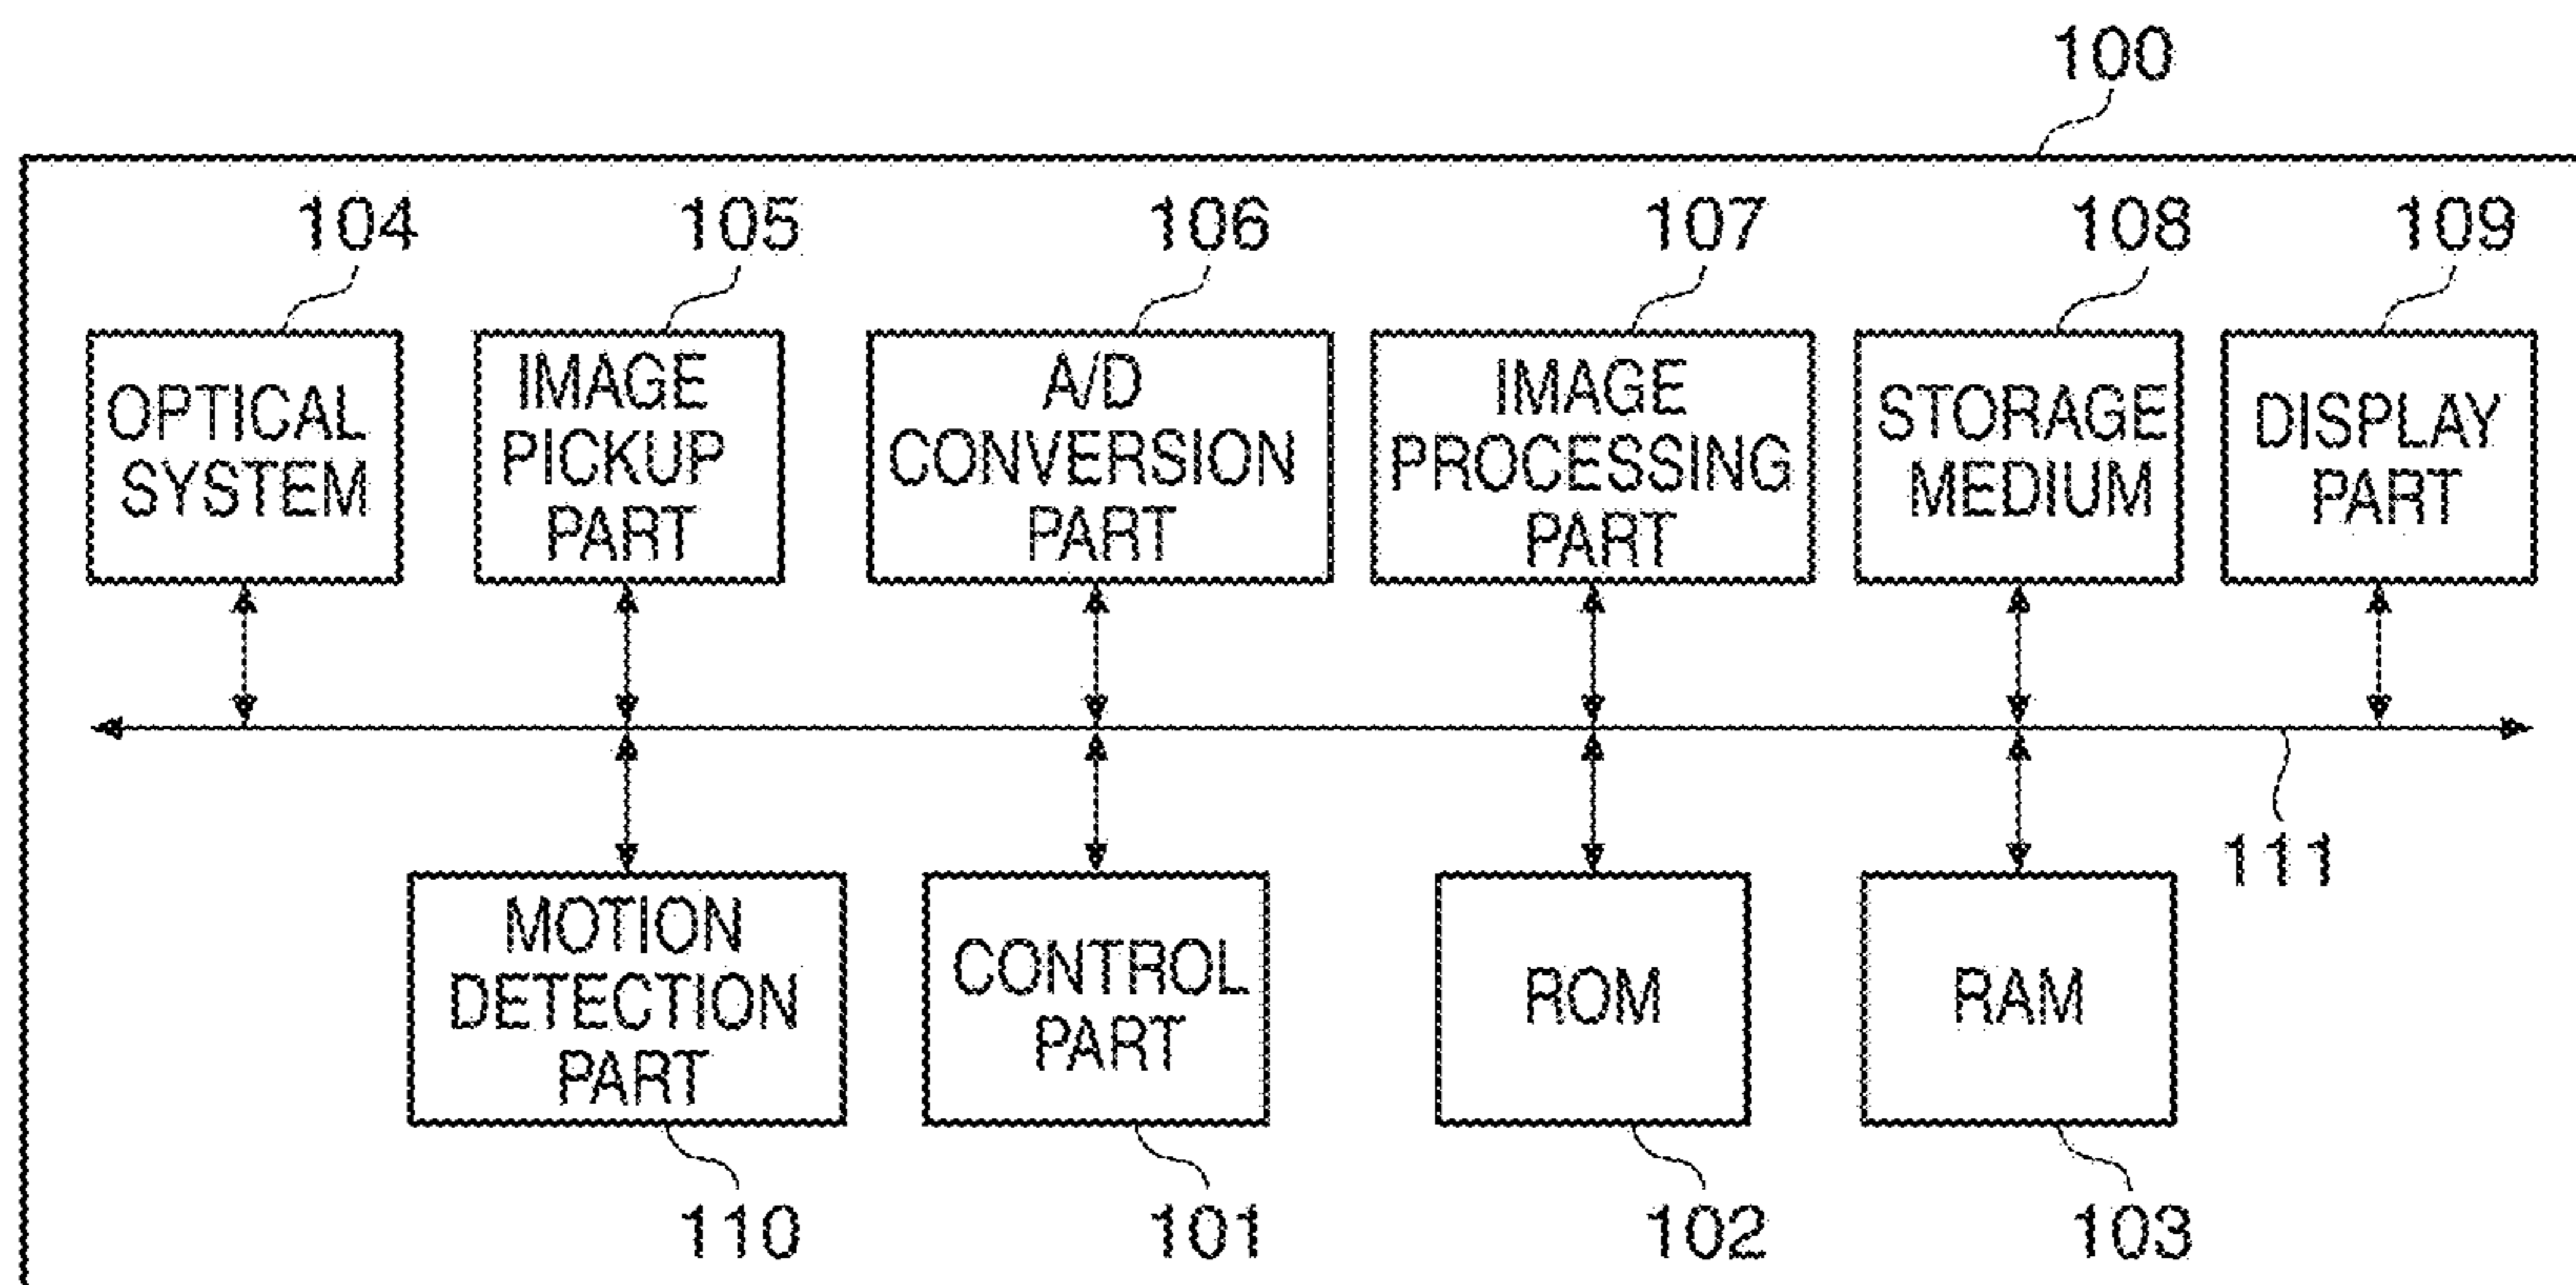 100
104
105
106
107
108
109
OPTICAL
SYSTEM
IMAGE
PICKUP
PART
A/D
CONVERSION
PART
IMAGE
PROCESSING
PART
STORAGE
MEDIUM
DISPLAY
PART
111
MOTION
DETECTION
PART
CONTROL
PART
ROM
RAM
110
101
102
103